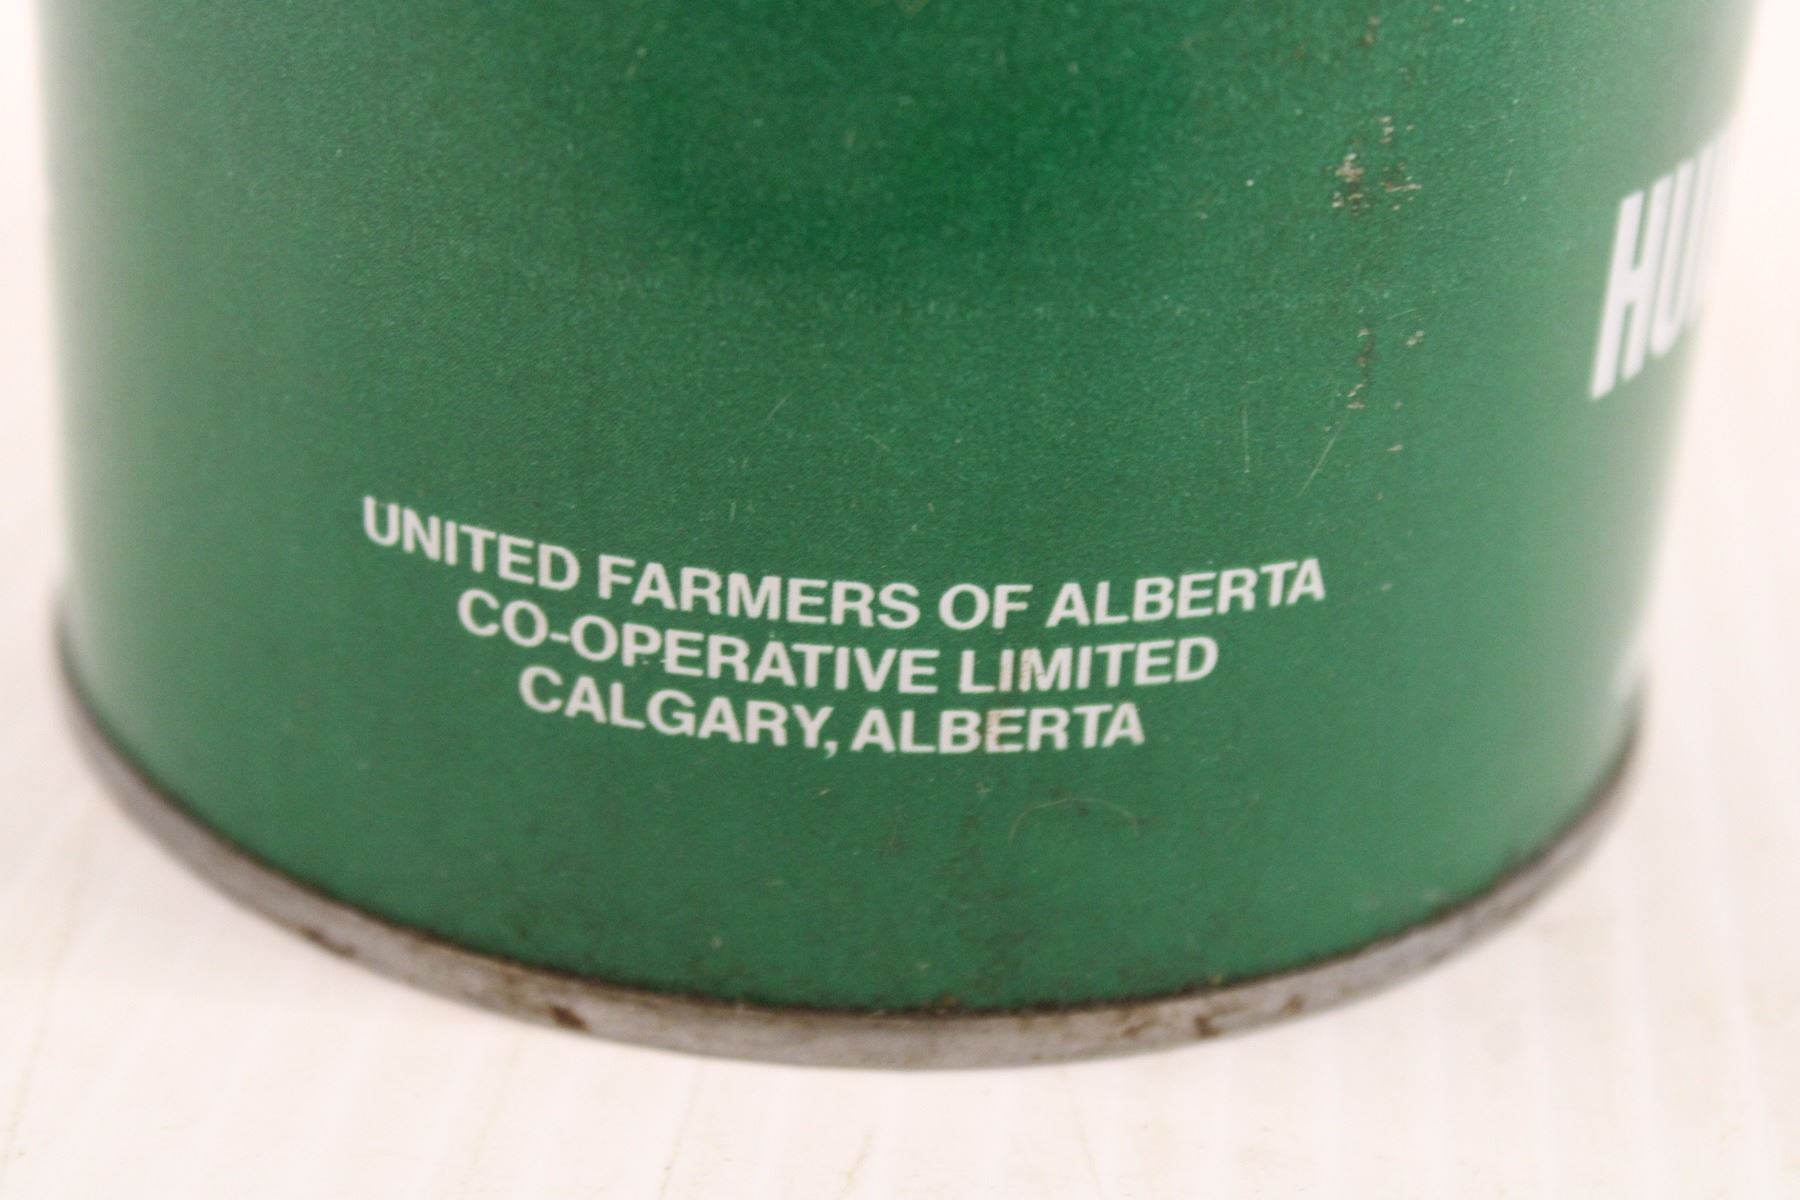 UNITED FARMERS OF ALBERTA
CO-OPERATIVE LIMITED
CALGARY, ALBERTA